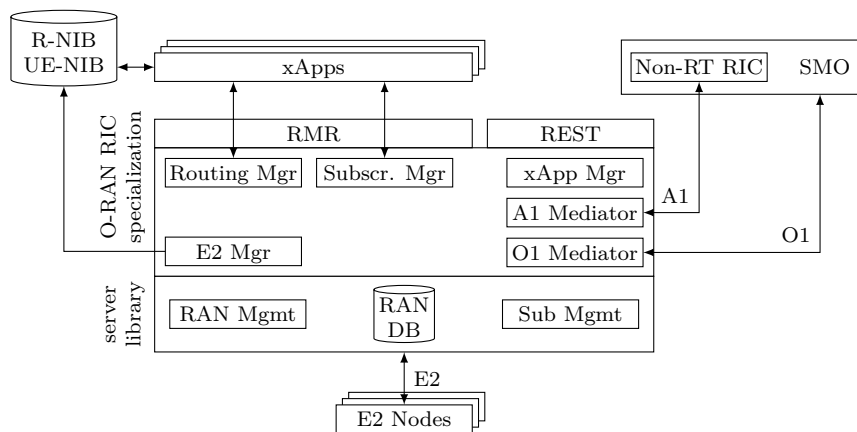 R-NIB
UE-NIB
xApps
Non-RT RIC
SMO
RMR
REST
O-RAN RIC
specialization
Routing Mgr
Subscr. Mgr
xApp Mgr
A1 Mediator
A1
E2 Mgr
O1 Mediator
O1
server
library
RAN Mgmt
RAN
DB
Sub Mgmt
E2
E2 Nodes